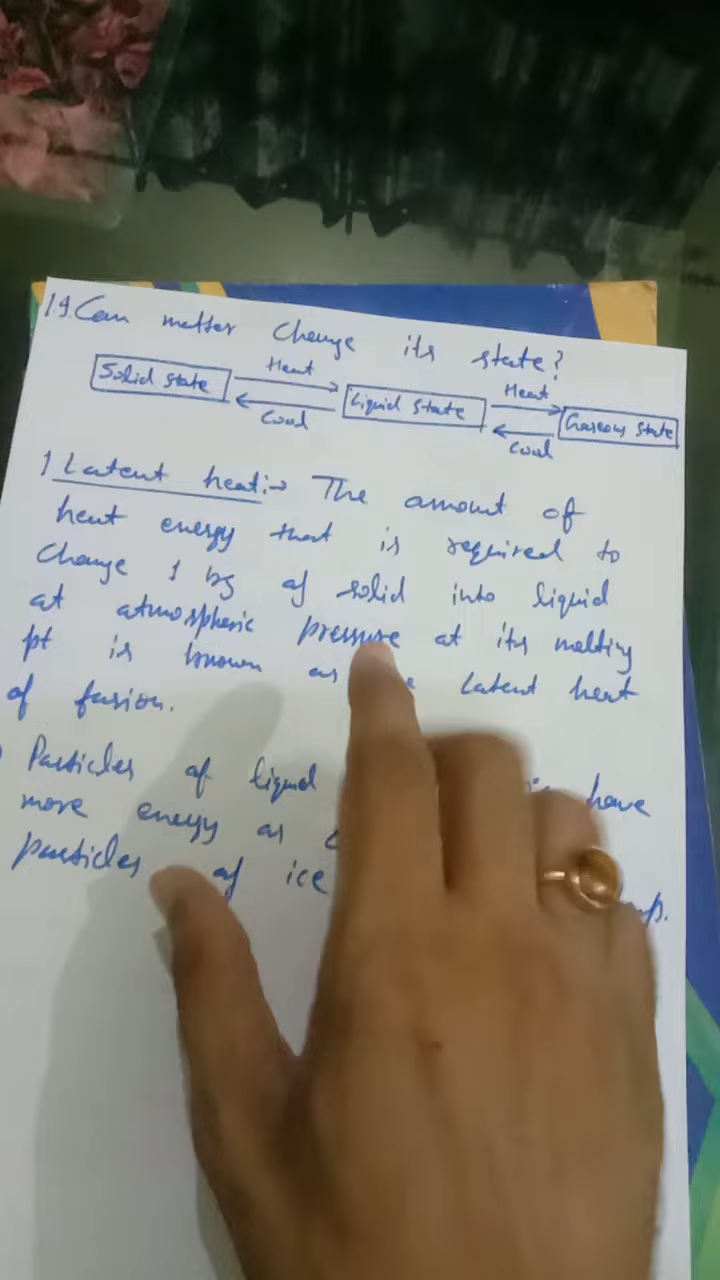 1.4. Can matter change its state?
Solid state Heat Cool Liquid state Heat Cool Gaseous state
1 Latent heat:→ The amount of
heat energy that is required to
change 1 kg of solid into liquid
at atmospheric pressure at its melting
pt is known as latent heat
of fusion.
Particles of liquid have
more energy as
particles of ice